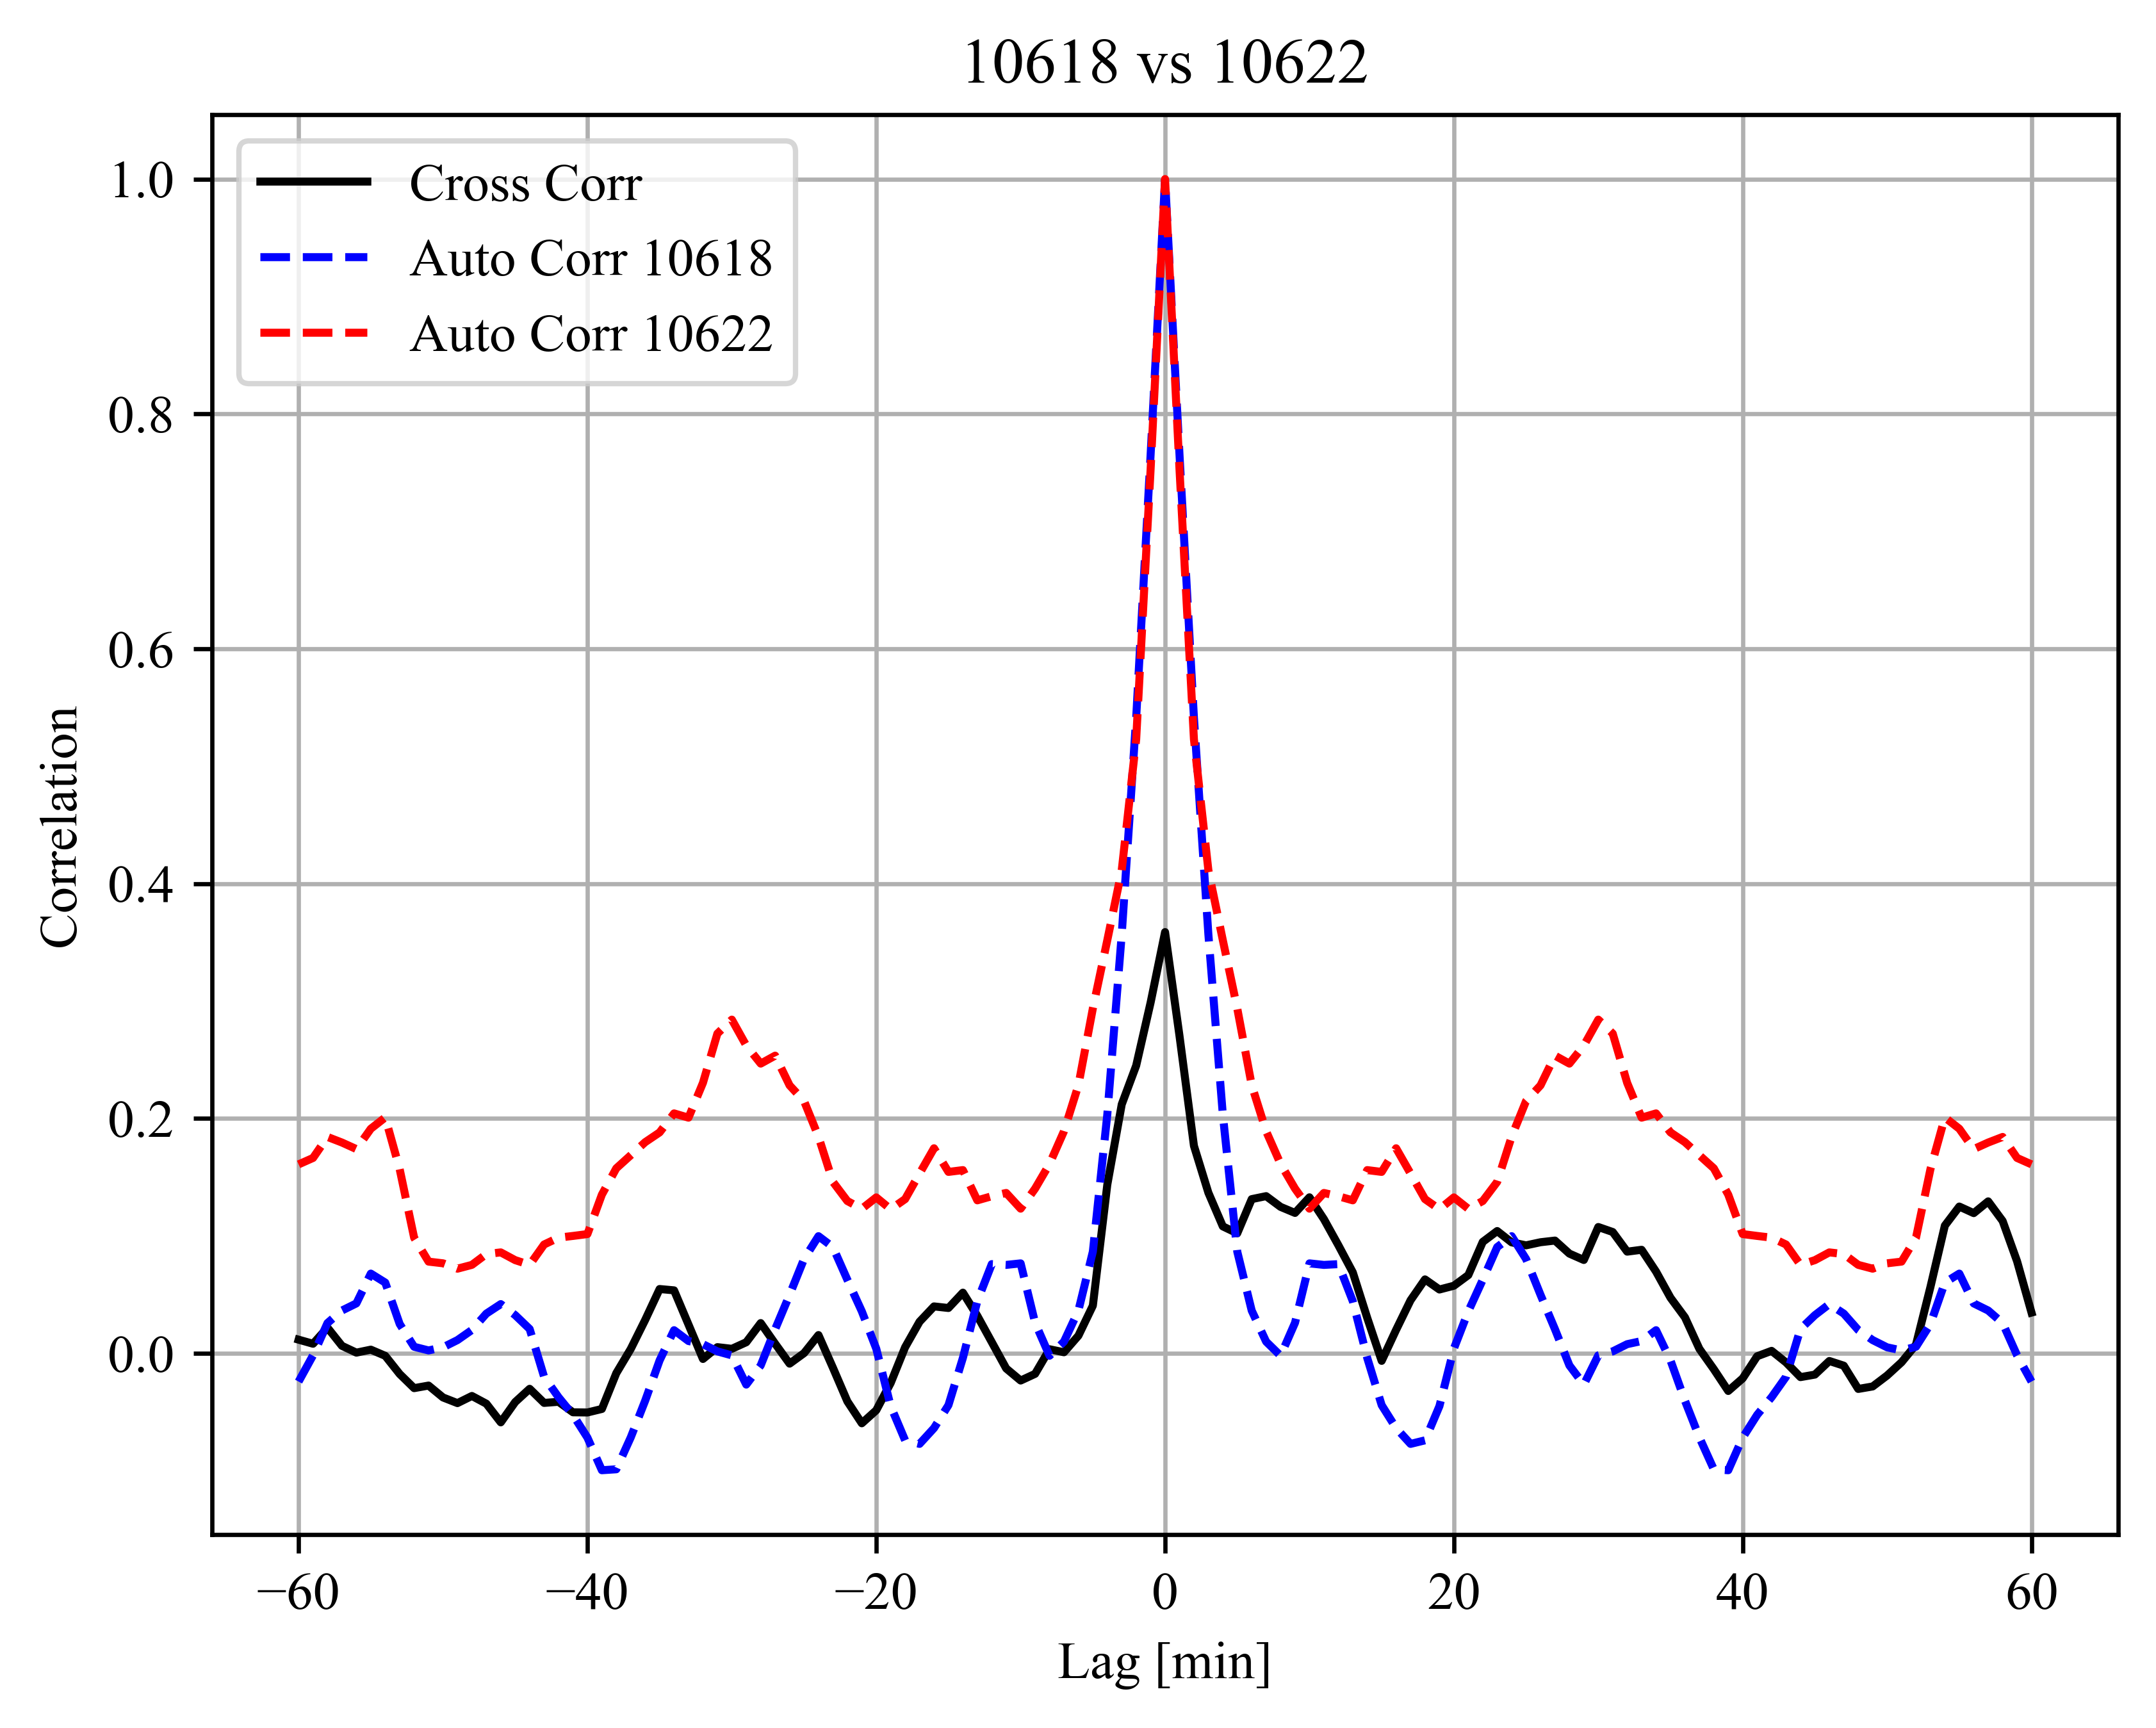 10618 vs 10622
Cross Corr
Auto Corr 10618
Auto Corr 10622
1.0
0.8
0.6
0.4
0.2
0.0
Correlation
−60 −40 −20 0 20 40 60
Lag [min]